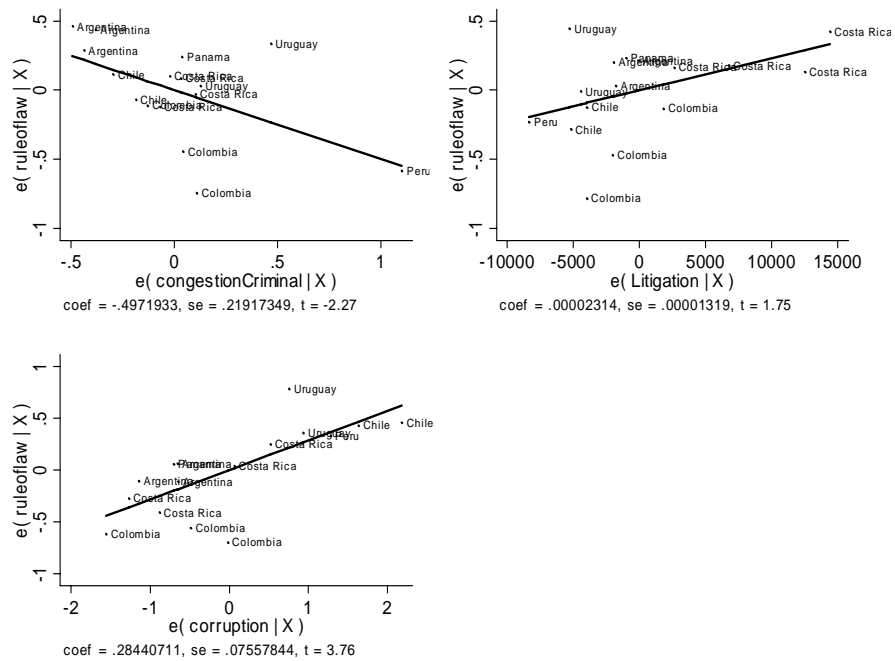 .5
Argentina
Argentina
Argentina
Chile
Panama
Uruguay
Costa Rica
Costa Rica
Uruguay
Costa Rica
Chile
Colombia
Costa Rica
Colombia
Colombia
Peru
e( ruleoflaw | X )
0
-.5
-1
-.5 0 .5 1
e( congestionCriminal | X )
coef = -.4971933, se = .21917349, t = -2.27
.5
Uruguay
Costa Rica
Panama
Argentina
Argentina
Costa Rica
Costa Rica
Costa Rica
Argentina
Uruguay
Chile
Colombia
Peru
Chile
Colombia
Colombia
e( ruleoflaw | X )
0
-.5
-1
-10000 -5000 0 5000 10000 15000
e( Litigation | X )
coef = .00002314, se = .00001319, t = 1.75
1
Uruguay
Chile
Chile
Uruguay
Peru
Costa Rica
Panama
Argentina
Costa Rica
Argentina
Argentina
Costa Rica
Costa Rica
Colombia
Colombia
Colombia
e( ruleoflaw | X )
.5
0
-.5
-1
-2 -1 0 1 2
e( corruption | X )
coef = .28440711, se = .07557844, t = 3.76